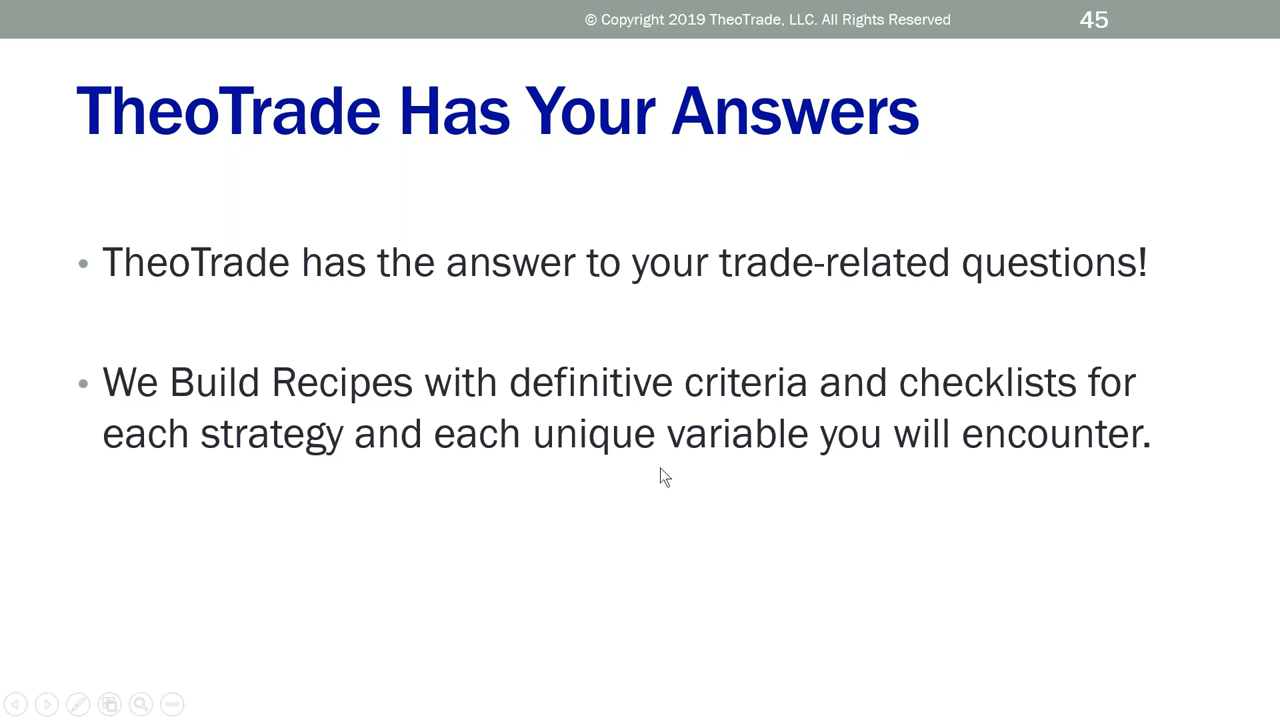 © Copyright 2019 TheoTrade, LLC. All Rights Reserved
45
TheoTrade Has Your Answers
• TheoTrade has the answer to your trade-related questions!
• We Build Recipes with definitive criteria and checklists for
each strategy and each unique variable you will encounter.